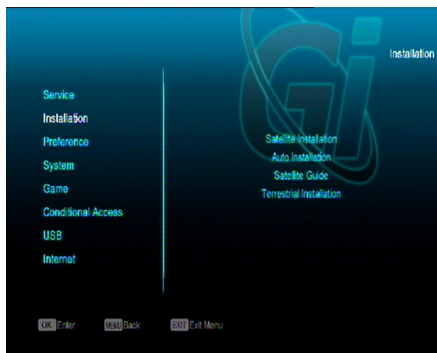 Installation
Service
Installation
Preference
System
Game
Conditional Access
USB
Internet
Satellite Installation
Auto Installation
Satellite Guide
Terrestrial Installation
OK Enter MENU Back EXIT Exit Menu